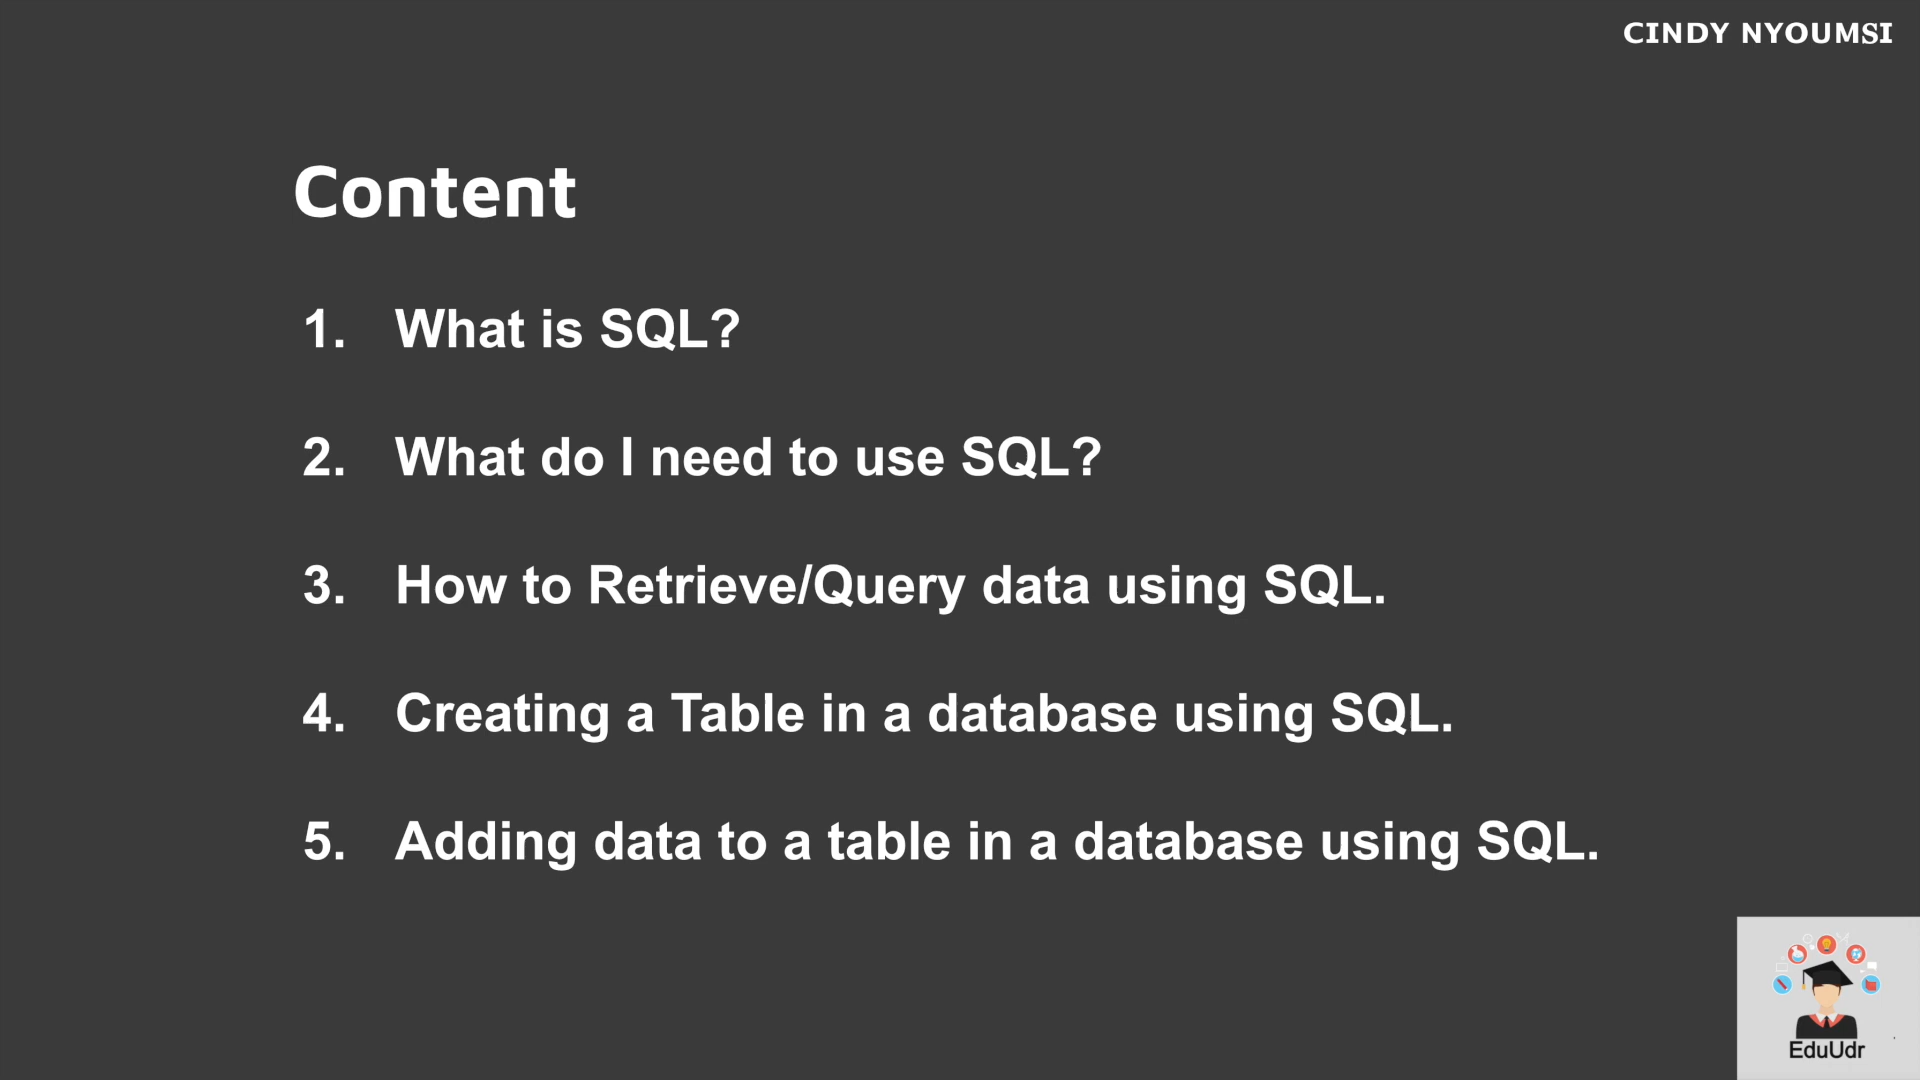 CINDY NYOUMSI
Content
1. What is SQL?
2. What do I need to use SQL?
3. How to Retrieve/Query data using SQL.
4. Creating a Table in a database using SQL.
5. Adding data to a table in a database using SQL.
EduUdr